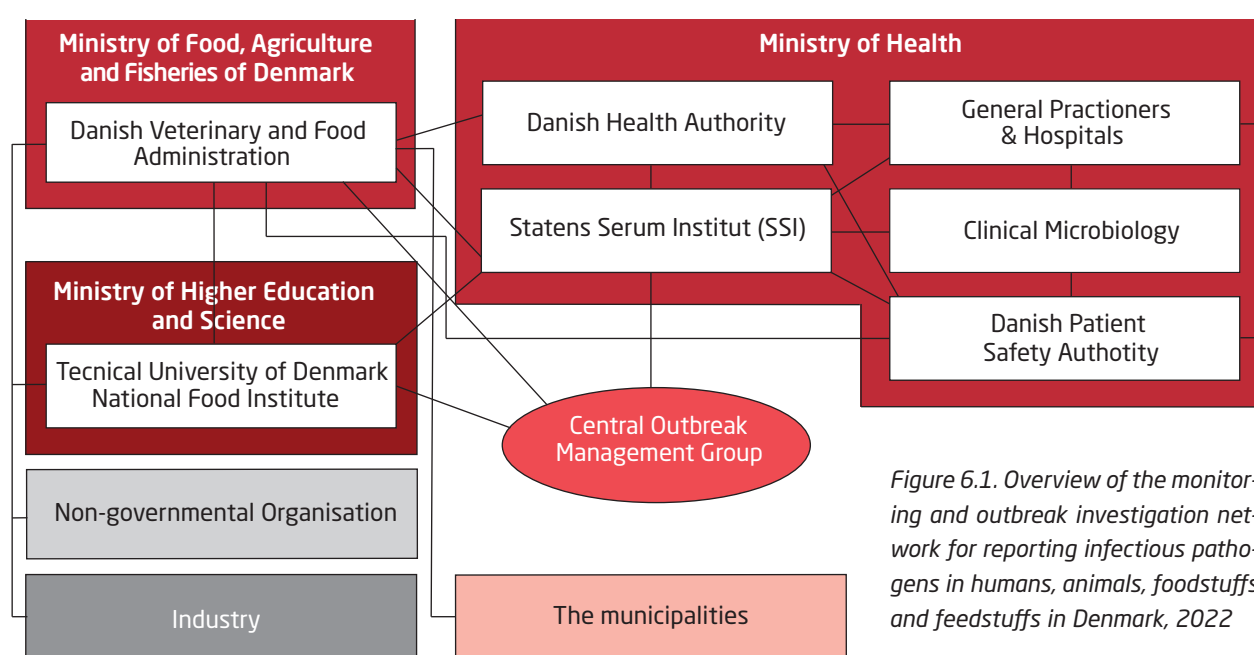 Ministry of Food, Agriculture
and Fisheries of Denmark
Danish Veterinary and Food
Administration
Ministry of Higher Education
and Science
Tecnical University of Denmark
National Food Institute
Non-governmental Organisation
Industry
Ministry of Health
Danish Health Authority
General Practioners
& Hospitals
Statens Serum Institut (SSI)
Clinical Microbiology
Danish Patient
Safety Authotity
Central Outbreak
Management Group
The municipalities
Figure 6.1. Overview of the monitor-
ing and outbreak investigation net-
work for reporting infectious patho-
gens in humans, animals, foodstuffs
and feedstuffs in Denmark, 2022